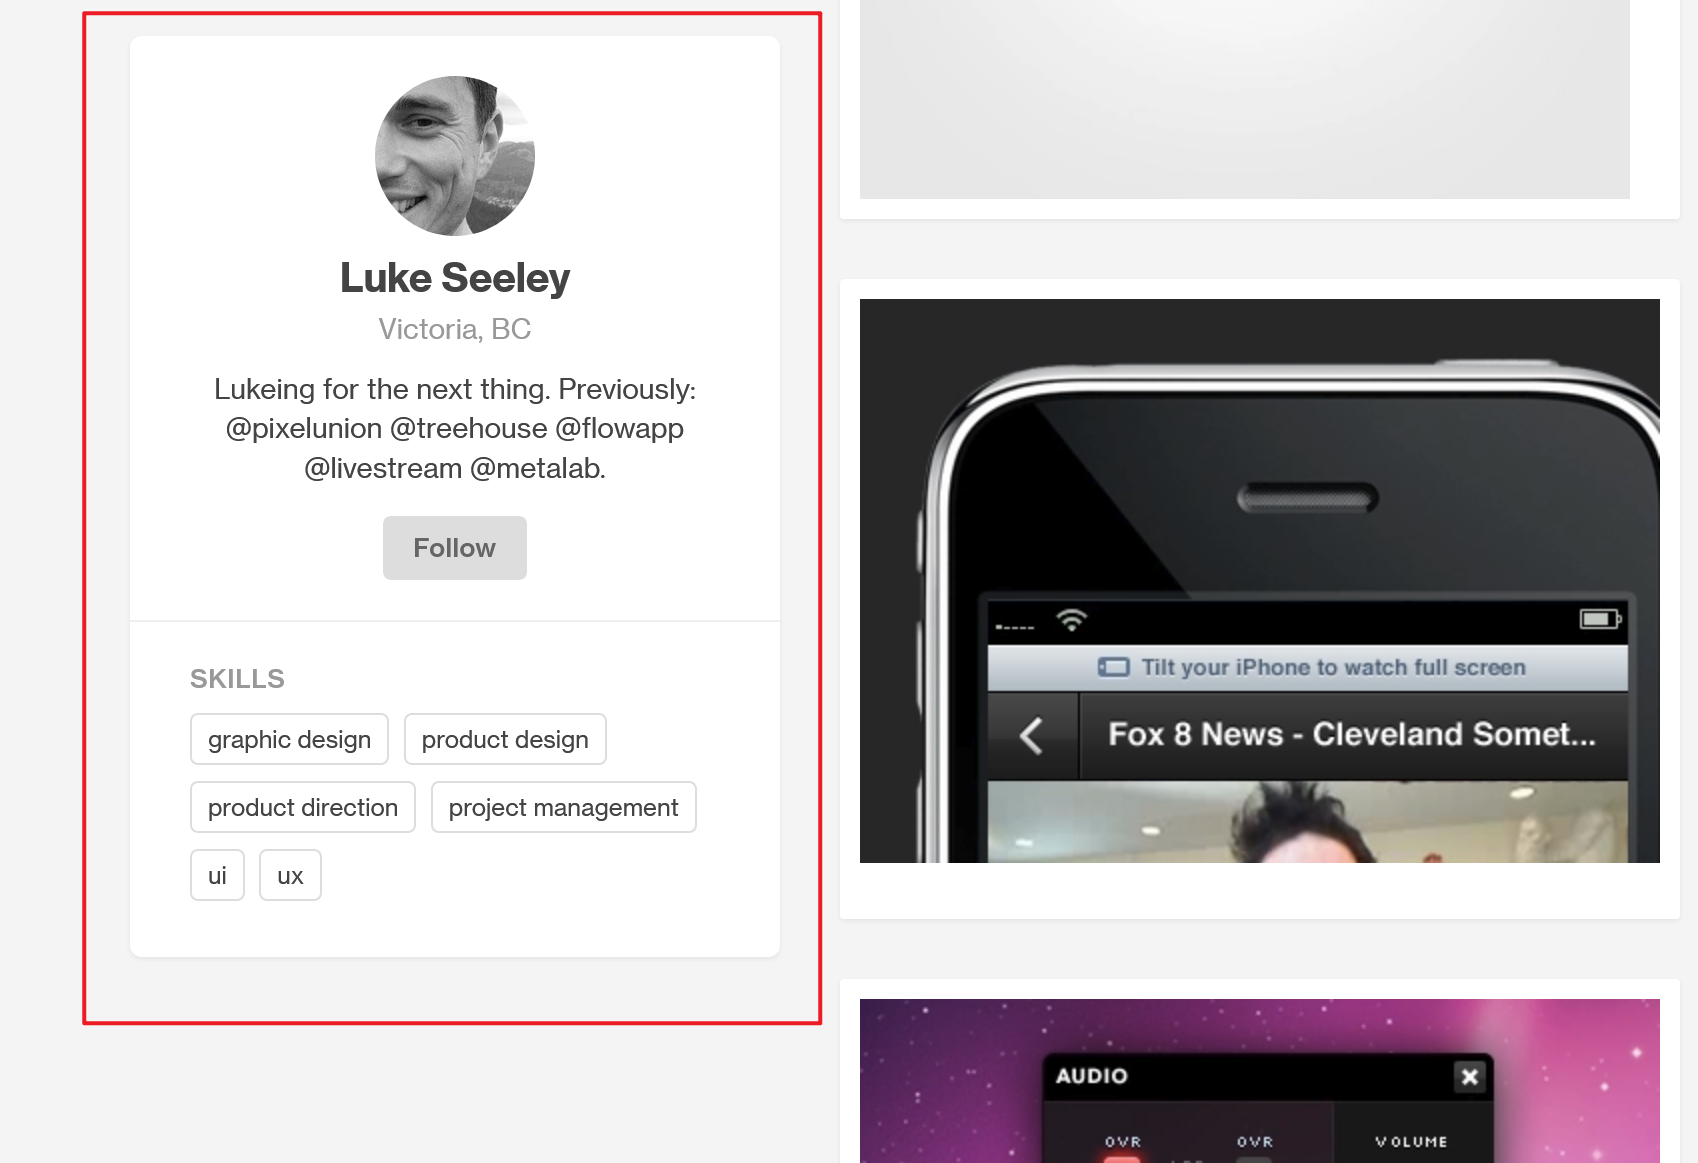 Luke Seeley
Victoria, BC
Lukeing for the next thing. Previously:
@pixelunion @treehouse @flowapp
@livestream @metalab.
Follow
SKILLS
graphic design
product design
product direction
project management
ui
ux
Tilt your iPhone to watch full screen
Fox 8 News - Cleveland Somet...
AUDIO
OVR
OVR
VOLUME